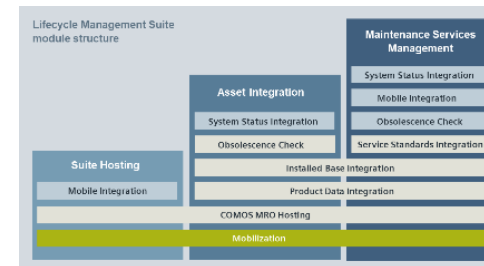 Lifecycle Management Suite
module structure
Maintenance Services
Management
System Status Integration
Mobile Integration
Obsolescence Check
Service Standards Integration
Asset Integration
System Status Integration
Obsolescence Check
Suite Hosting
Mobile Integration
Installed Base Integration
Product Data Integration
COMOS MRO Hosting
Mobilization